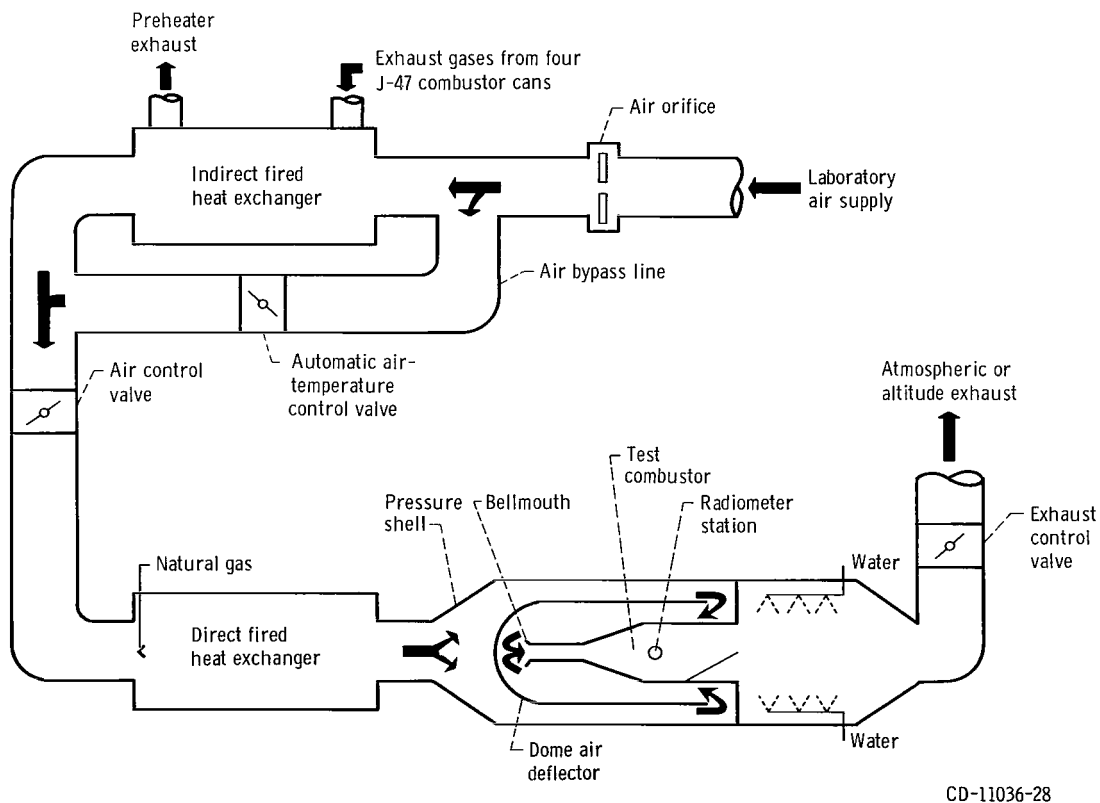 Preheater
exhaust
Exhaust gases from four
J-47 combustor cans
Air orifice
Indirect fired
heat exchanger
Laboratory
air supply
Air bypass line
Air control
valve
Automatic air-
temperature
control valve
Atmospheric or
altitude exhaust
Test
combustor
Pressure
shell
Bellmouth
Radiometer
station
Exhaust
control
valve
Natural gas
Water
Direct fired
heat exchanger
Dome air
deflector
Water
CD-11036-28